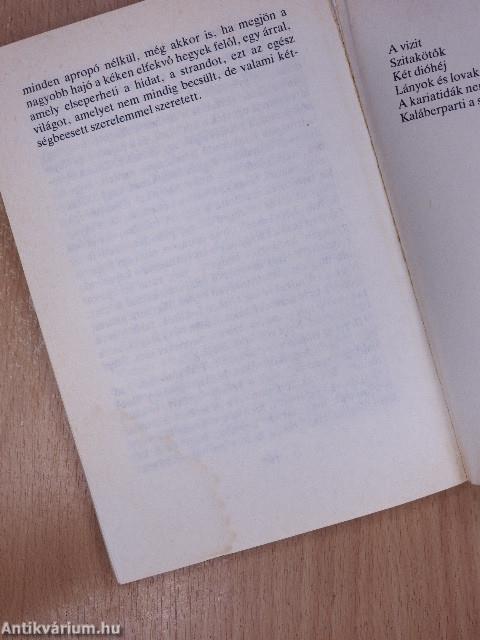 minden apropó nélkül, még akkor is, ha megjön a
nagyobb hajó a kéken elfekvő hegyek felől, egy árral,
amely elseperheti a hidat, a strandot, ezt az egész
világot, amelyet nem mindig becsült, de valami két-
ségbeesett szerelemmel szeretett.
A vizit
Szitakötők
Két dióhéj
Lányok és lovak
A kariatidák nem
Kaláberparti a s
Antikvárium.hu